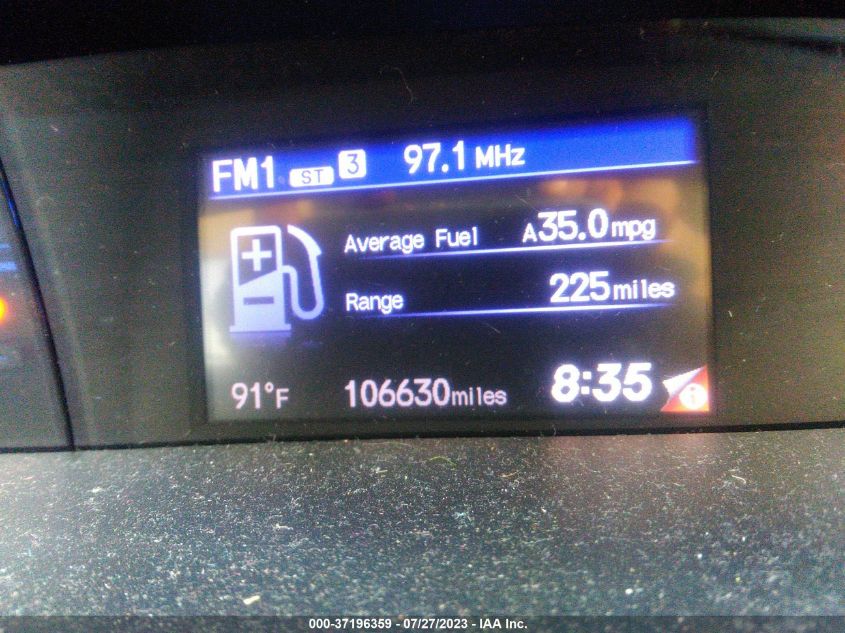 FM1 ST 3 97.1 MHz
Average Fuel A35.0mpg
Range 225miles
91°F 106630miles 8:35 i
000-37196359 - 07/27/2023 - IAA Inc.